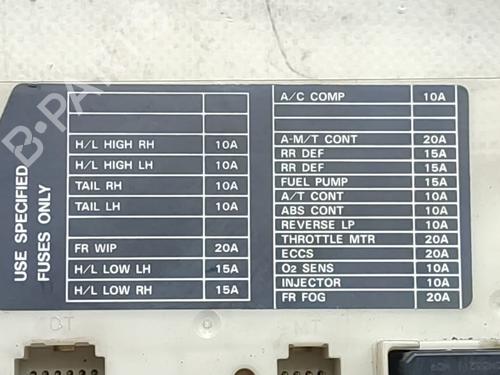 USE SPECIFIED
FUSES ONLY
H/L HIGH RH 10A
H/L HIGH LH 10A
TAIL RH 10A
TAIL LH 10A
FR WIP 20A
H/L LOW LH 15A
H/L LOW RH 15A
A/C COMP 10A
A-M/T CONT 20A
RR DEF 15A
RR DEF 15A
FUEL PUMP 15A
A/T CONT 10A
ABS CONT 10A
REVERSE LP 10A
THROTTLE MTR 20A
ECCS 20A
O2 SENS 10A
INJECTOR 10A
FR FOG 20A
MT